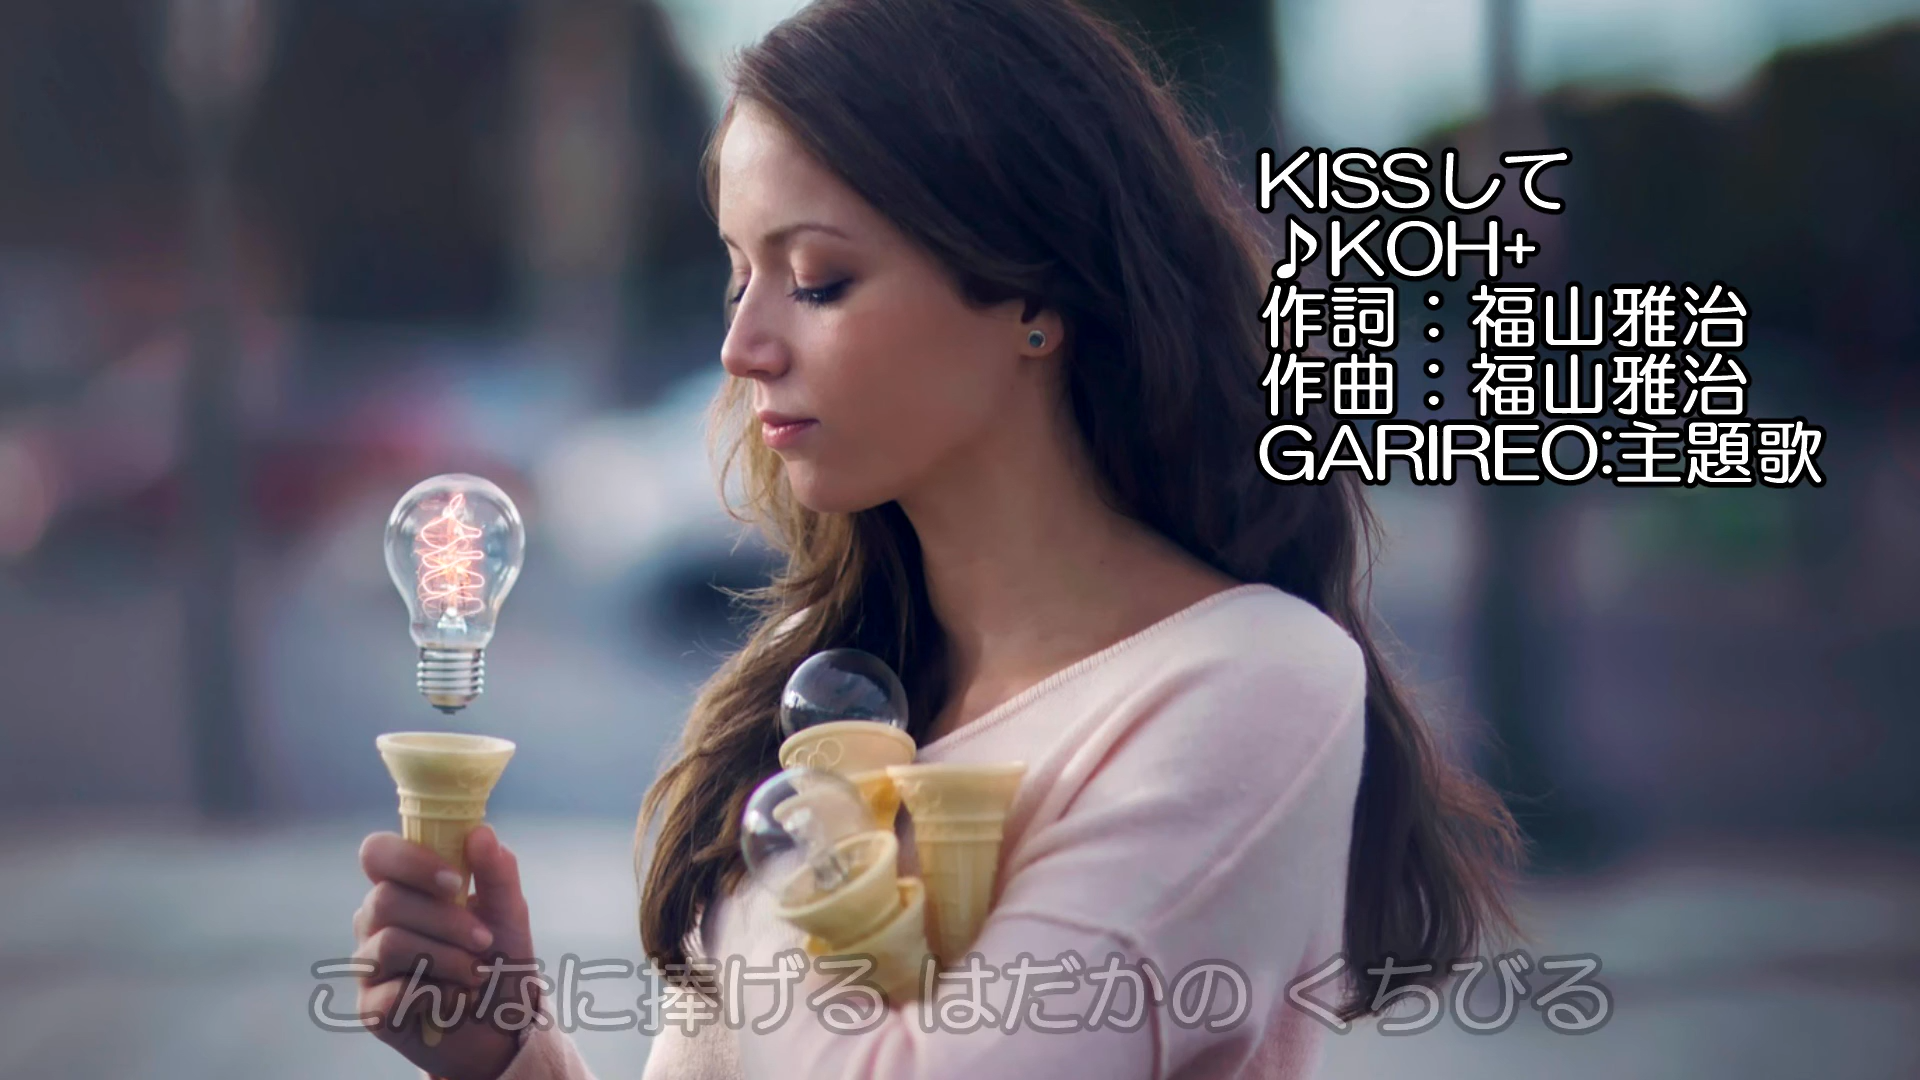 KISSして
♪KOH+
作詞：福山雅治
作曲：福山雅治
GARIREO:主題歌
こんなに捧げる はだかの くちびる